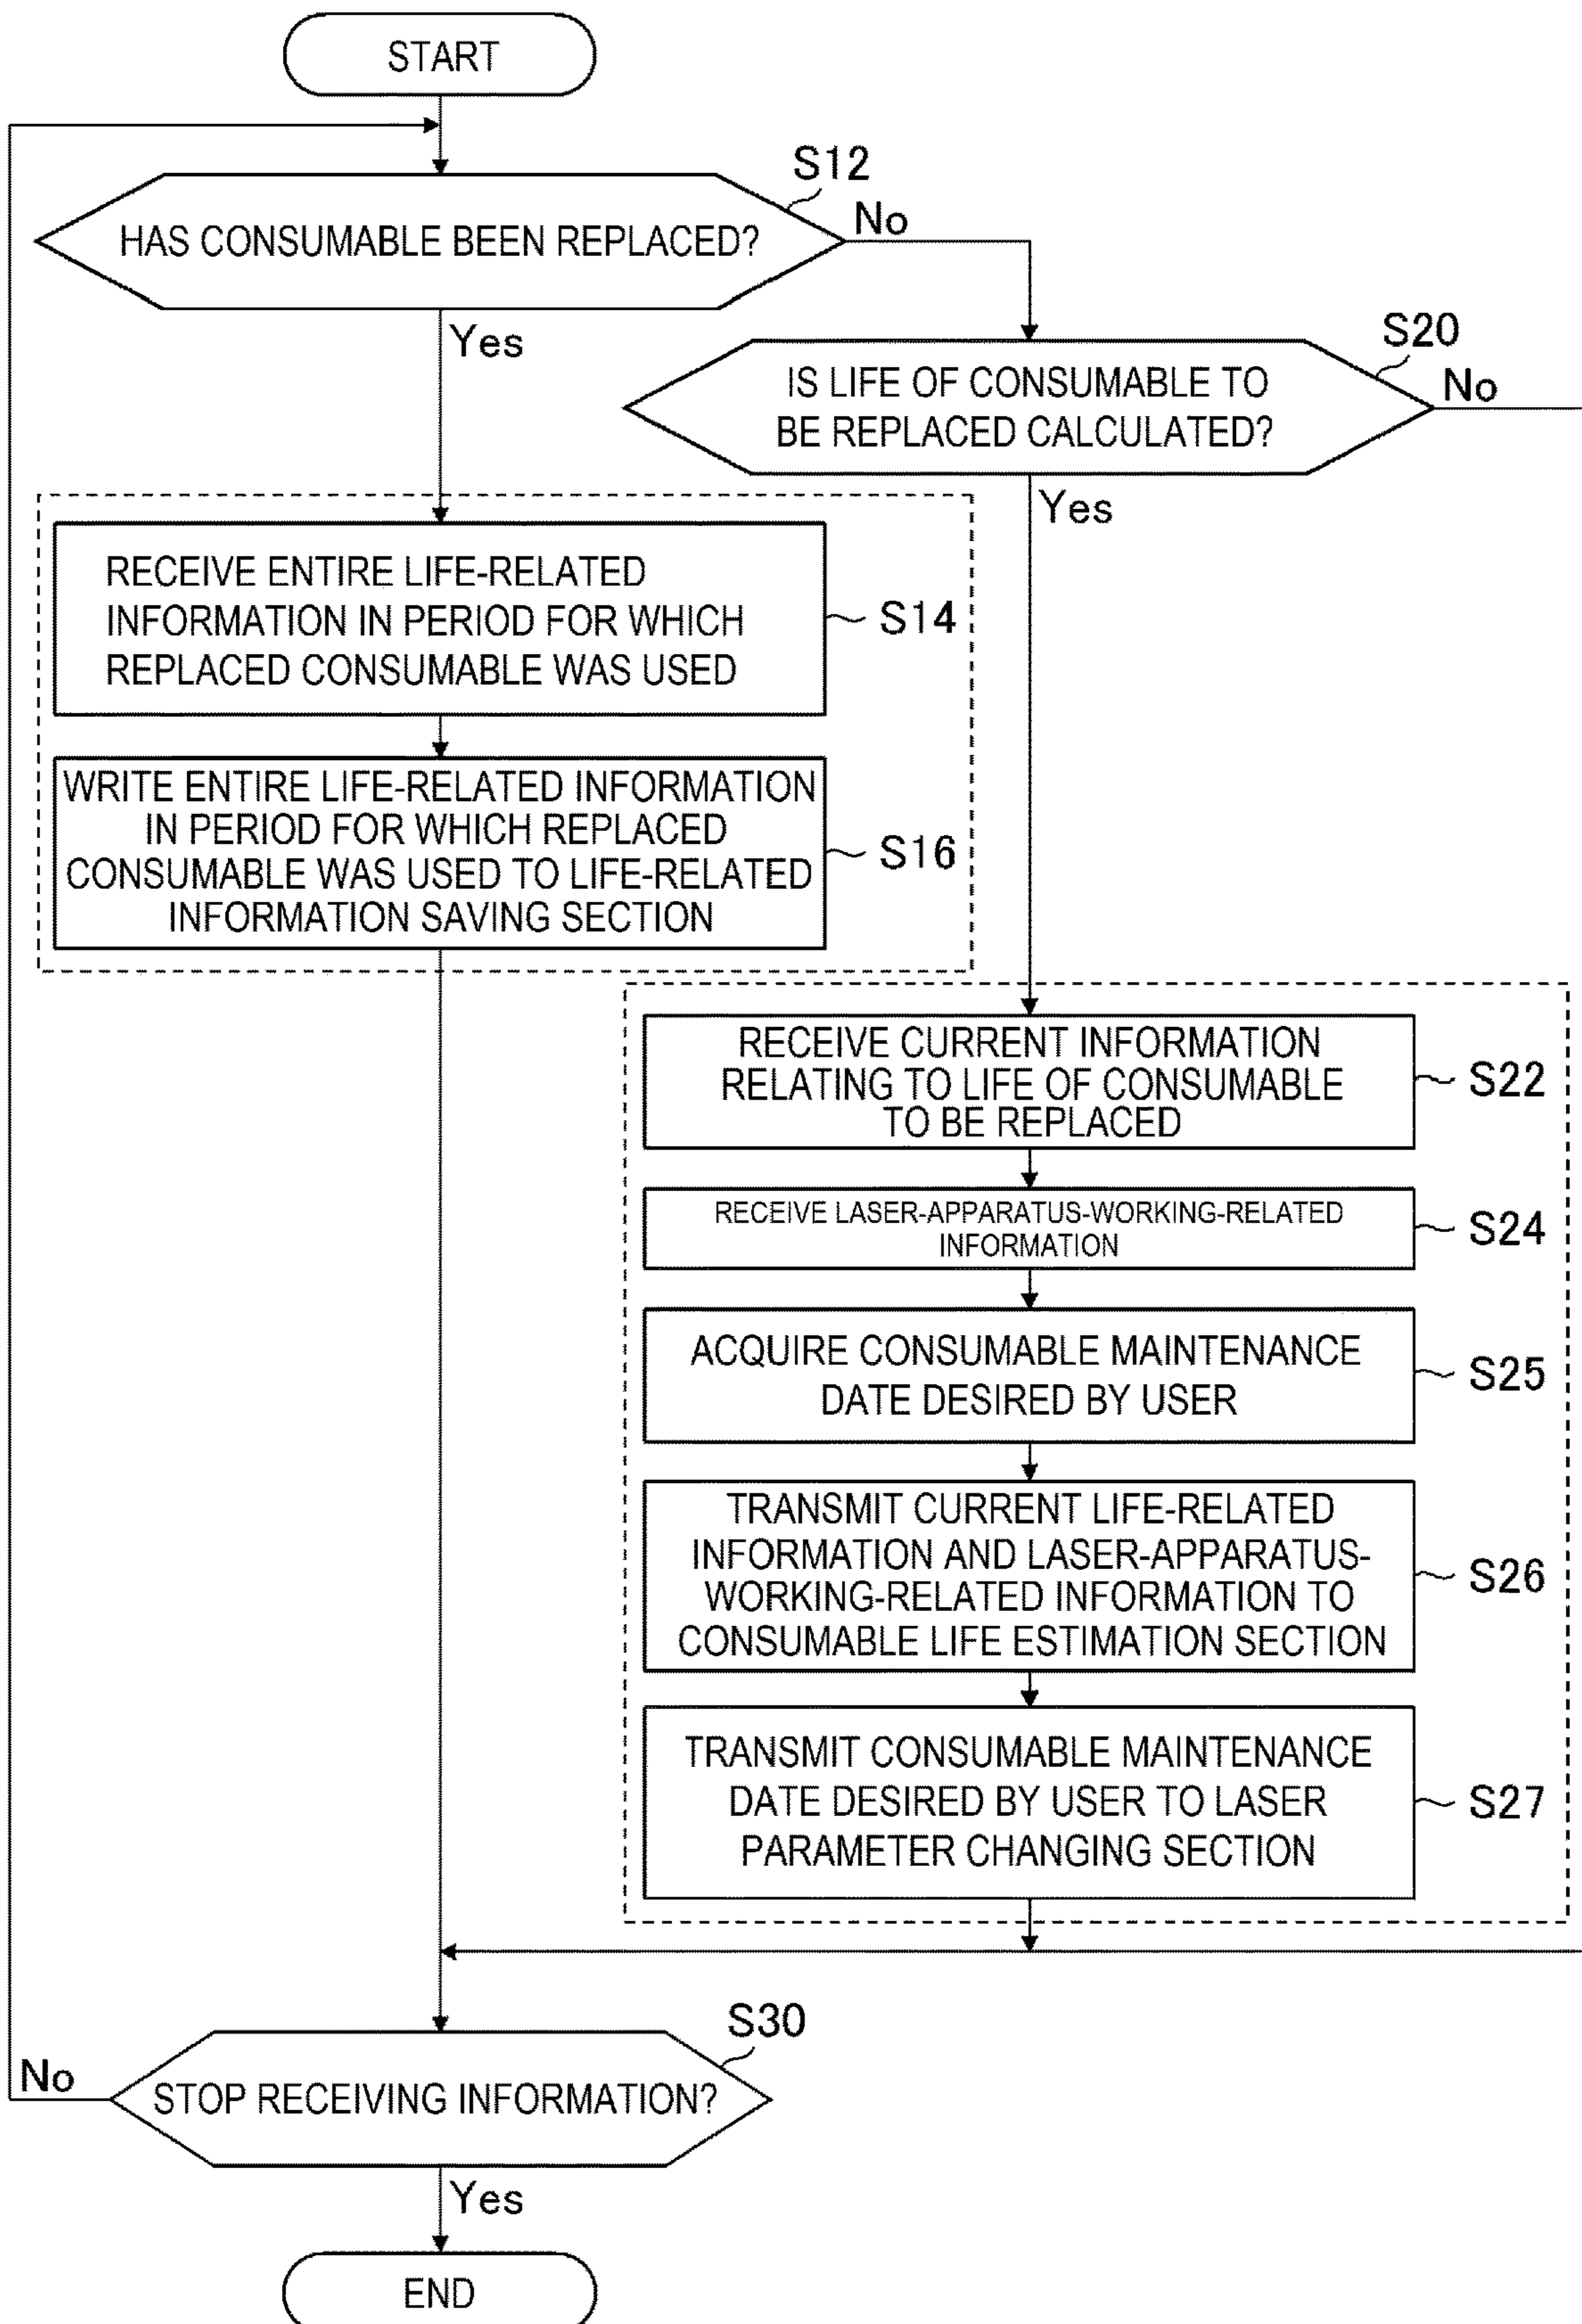 START
S12
HAS CONSUMABLE BEEN REPLACED?
No
Yes
S20
IS LIFE OF CONSUMABLE TO
BE REPLACED CALCULATED?
No
Yes
RECEIVE ENTIRE LIFE-RELATED
INFORMATION IN PERIOD FOR WHICH
REPLACED CONSUMABLE WAS USED
S14
WRITE ENTIRE LIFE-RELATED INFORMATION
IN PERIOD FOR WHICH REPLACED
CONSUMABLE WAS USED TO LIFE-RELATED
INFORMATION SAVING SECTION
S16
RECEIVE CURRENT INFORMATION
RELATING TO LIFE OF CONSUMABLE
TO BE REPLACED
S22
RECEIVE LASER-APPARATUS-WORKING-RELATED
INFORMATION
S24
ACQUIRE CONSUMABLE MAINTENANCE
DATE DESIRED BY USER
S25
TRANSMIT CURRENT LIFE-RELATED
INFORMATION AND LASER-APPARATUS-
WORKING-RELATED INFORMATION TO
CONSUMABLE LIFE ESTIMATION SECTION
S26
TRANSMIT CONSUMABLE MAINTENANCE
DATE DESIRED BY USER TO LASER
PARAMETER CHANGING SECTION
S27
S30
No
STOP RECEIVING INFORMATION?
Yes
END